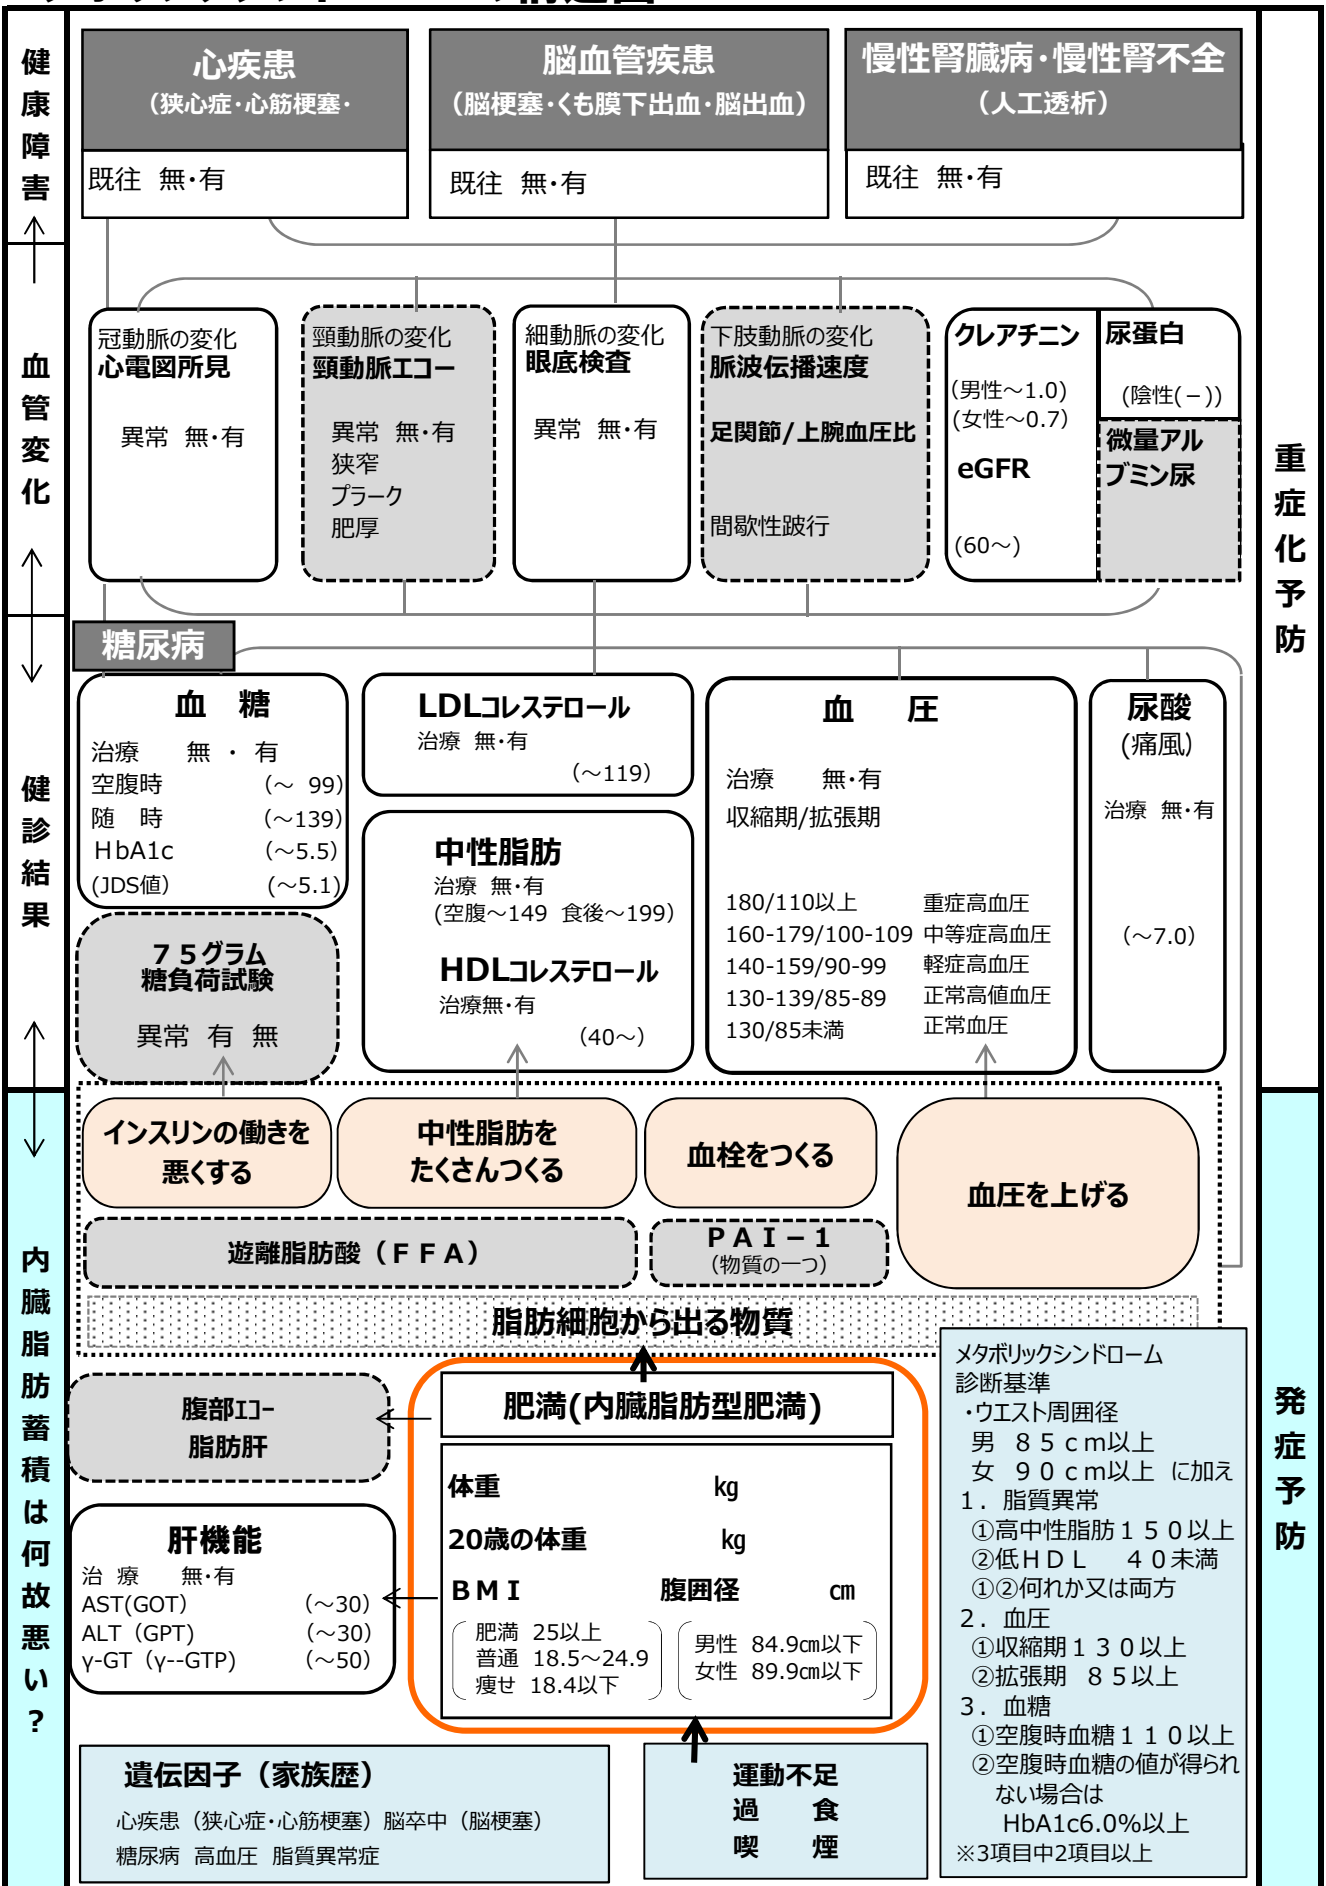 健康障害
心疾患
（狭心症・心筋梗塞・
既往 無・有
脳血管疾患
（脳梗塞・くも膜下出血・脳出血）
既往 無・有
慢性腎臓病・慢性腎不全
（人工透析）
既往 無・有
血管変化
冠動脈の変化
心電図所見
異常 無・有
頸動脈の変化
頸動脈エコー
異常 無・有
狭窄
プラーク
肥厚
細動脈の変化
眼底検査
異常 無・有
下肢動脈の変化
脈波伝播速度
足関節/上腕血圧比
間歇性跛行
クレアチニン
(男性～1.0)
(女性～0.7)
eGFR
(60～)
尿蛋白
(陰性(－))
微量アル
ブミン尿
重症化予防
健診結果
糖尿病
血 糖
治療 無 ・ 有
空腹時 (～ 99)
随 時 (～139)
HbA1c (～5.5)
(JDS値) (～5.1)
75グラム
糖負荷試験
異常 有 無
LDLコレステロール
治療 無・有
(～119)
中性脂肪
治療 無・有
(空腹～149 食後～199)
HDLコレステロール
治療無・有
(40～)
血 圧
治療 無・有
収縮期/拡張期
180/110以上 重症高血圧
160-179/100-109 中等症高血圧
140-159/90-99 軽症高血圧
130-139/85-89 正常高値血圧
130/85未満 正常血圧
尿酸
(痛風)
治療 無・有
(～7.0)
内臓脂肪蓄積は何故悪い？
インスリンの働きを
悪くする
中性脂肪を
たくさんつくる
血栓をつくる
血圧を上げる
遊離脂肪酸（ＦＦＡ）
ＰＡＩ－１
(物質の一つ)
脂肪細胞から出る物質
腹部エコー
脂肪肝
肝機能
治 療 無・有
AST(GOT) (～30)
ALT (GPT) (～30)
γ-GT (γ--GTP) (～50)
肥満(内臓脂肪型肥満)
体重 kg
20歳の体重 kg
ＢＭＩ 腹囲径 ㎝
肥満 25以上
普通 18.5～24.9
痩せ 18.4以下
男性 84.9㎝以下
女性 89.9㎝以下
メタボリックシンドローム
診断基準
・ウエスト周囲径
男 ８５ｃｍ以上
女 ９０ｃｍ以上 に加え
１．脂質異常
①高中性脂肪１５０以上
②低ＨＤＬ ４０未満
①②何れか又は両方
２．血圧
①収縮期１３０以上
②拡張期 ８５以上
３．血糖
①空腹時血糖１１０以上
②空腹時血糖の値が得られ
ない場合は
HbA1c6.0%以上
※3項目中2項目以上
発症予防
遺伝因子（家族歴）
心疾患（狭心症・心筋梗塞）脳卒中（脳梗塞）
糖尿病 高血圧 脂質異常症
運動不足
過 食
喫 煙